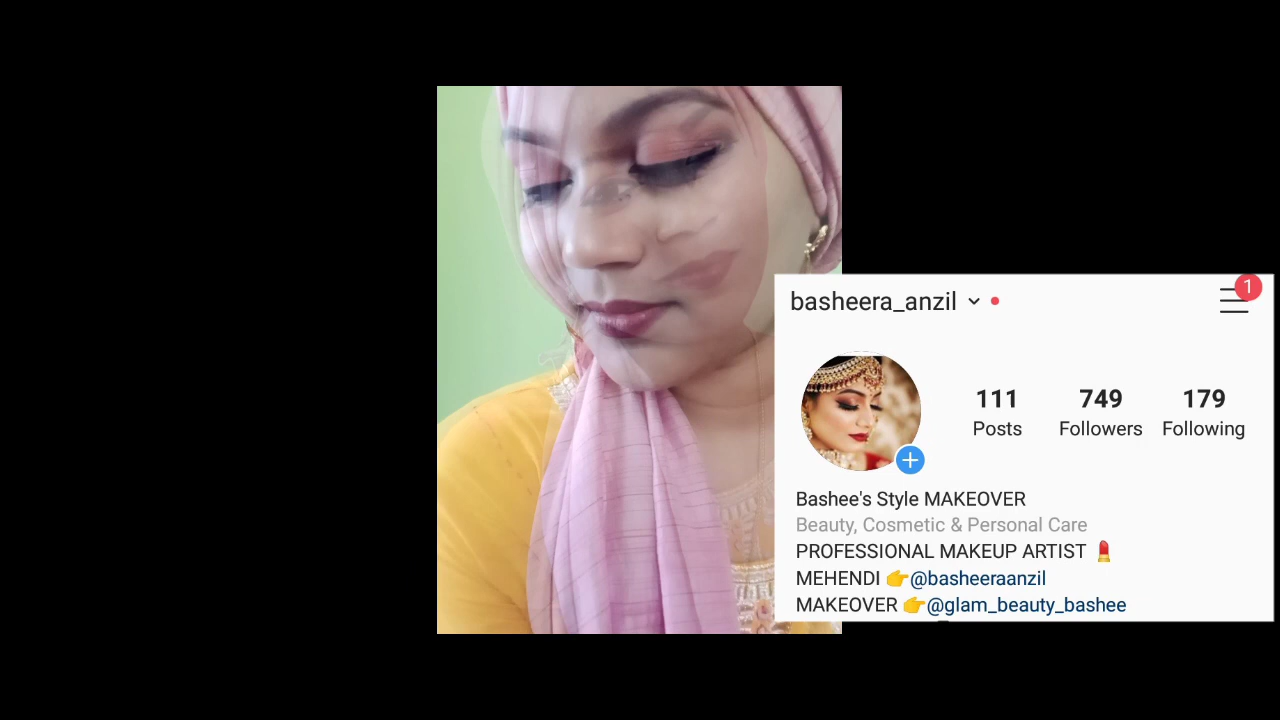 basheera_anzil
1
111 749 179
Posts Followers Following
Bashee's Style MAKEOVER
Beauty, Cosmetic & Personal Care
PROFESSIONAL MAKEUP ARTIST 💄
MEHENDI 👉@basheeraanzil
MAKEOVER 👉@glam_beauty_bashee